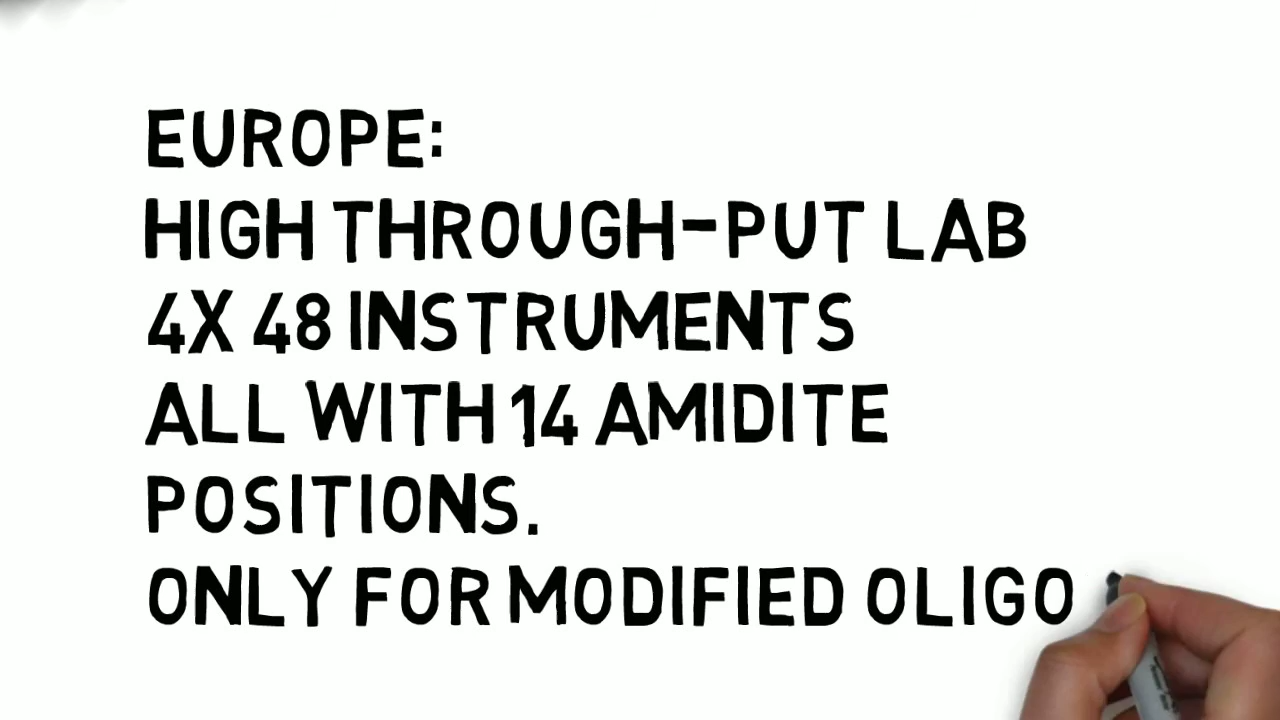 EUROPE:
HIGH THROUGH-PUT LAB
4X 48 INSTRUMENTS
ALL WITH 14 AMIDITE
POSITIONS.
ONLY FOR MODIFIED OLIGO